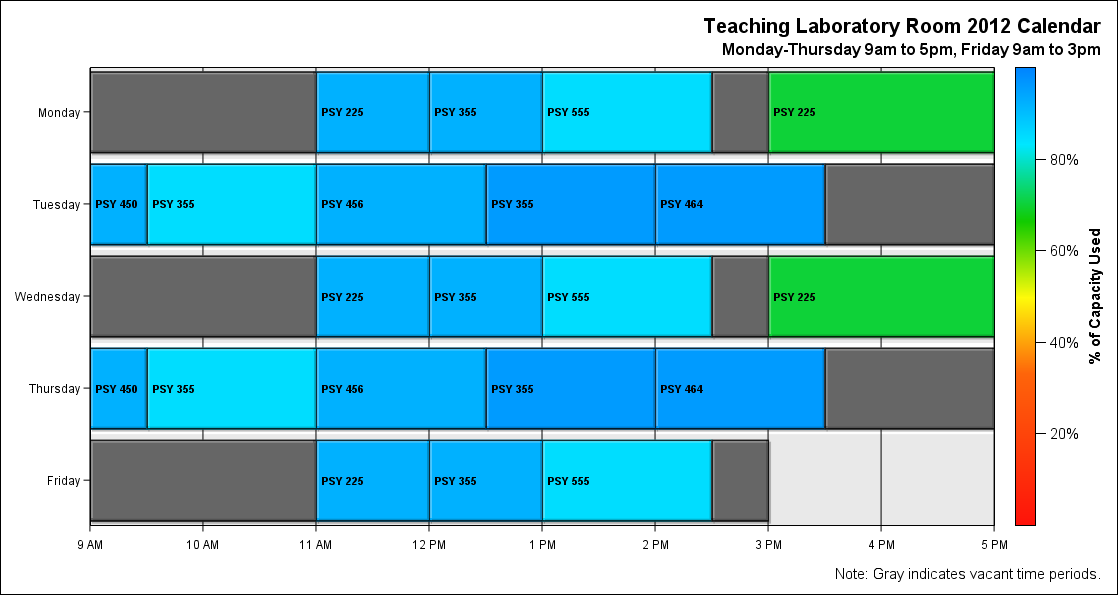 Teaching Laboratory Room 2012 Calendar
Monday-Thursday 9am to 5pm, Friday 9am to 3pm
Monday PSY 225 PSY 355 PSY 555 PSY 225
Tuesday PSY 450 PSY 355 PSY 456 PSY 355 PSY 464
Wednesday PSY 225 PSY 355 PSY 555 PSY 225
Thursday PSY 450 PSY 355 PSY 456 PSY 355 PSY 464
Friday PSY 225 PSY 355 PSY 555
9 AM 10 AM 11 AM 12 PM 1 PM 2 PM 3 PM 4 PM 5 PM
80%
60%
40%
20%
% of Capacity Used
Note: Gray indicates vacant time periods.